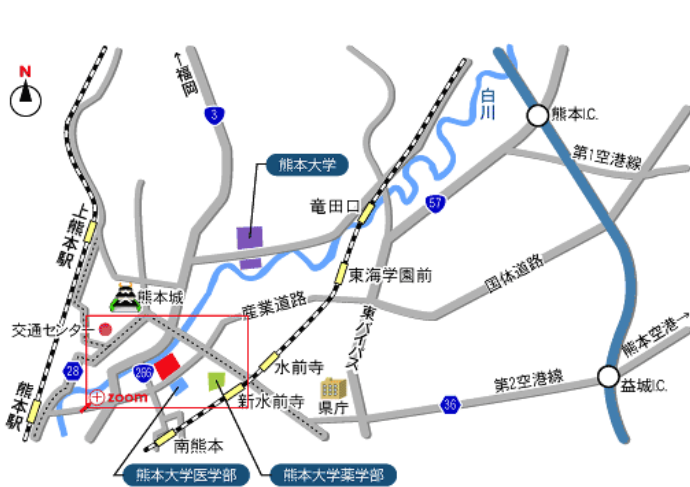 N
←福岡
3
白川
熊本I.C.
第1空港線
熊本大学
竜田口
57
上熊本駅
東海学園前
国体道路
熊本城
産業道路
交通センター
東バイパス
熊本空港→
28
266
水前寺
第2空港線
益城I.C.
zoom
新水前寺
県庁
36
熊本駅
南熊本
熊本大学医学部
熊本大学薬学部